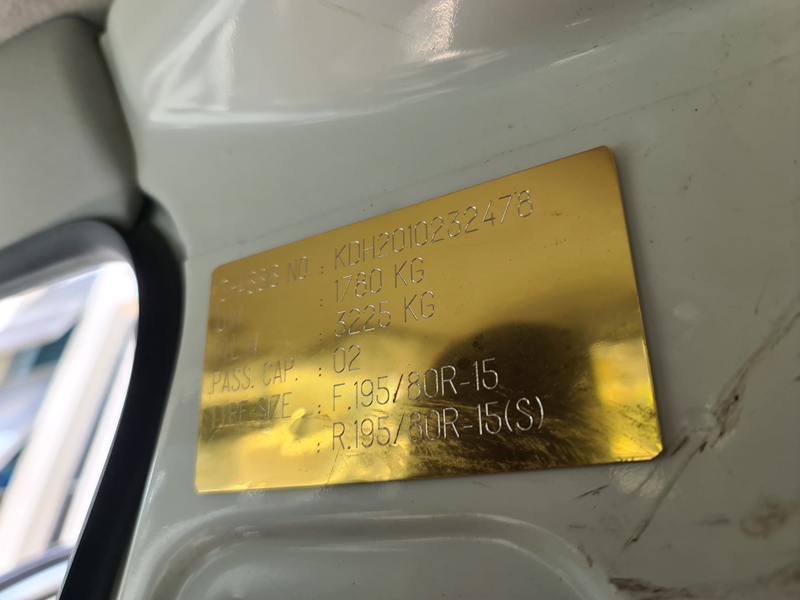 CHASSIS NO : KDH2010232478
: 1780 KG
: 3225 KG
PASS. CAP. : 02
TYRE SIZE : F.195/80R-15
: R.195/80R-15(S)